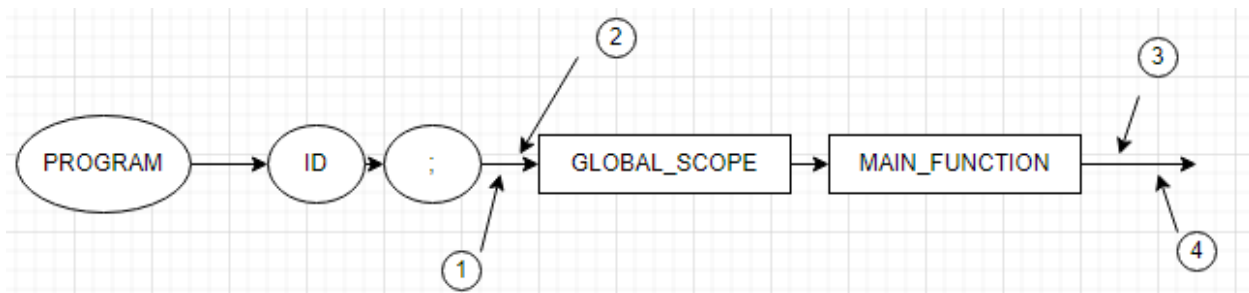 2
3
PROGRAM
ID
;
GLOBAL_SCOPE
MAIN_FUNCTION
1
4